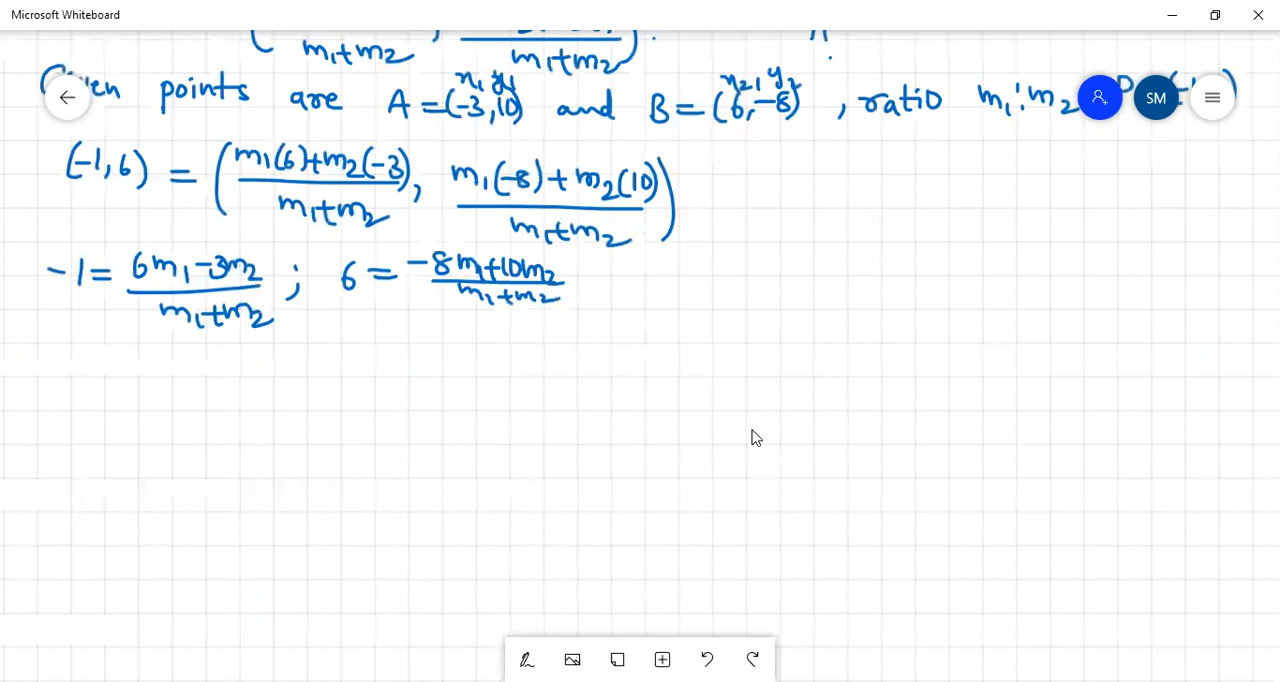 Microsoft Whiteboard
m₁+m₂ , m₁+m₂ ) .
Given points are A = (-3,10) and B = (6,-8) , ratio m₁:m₂
x₁ y₁ x₂, y₂
SM
(-1,6) = ( m₁(6)+m₂(-3) / m₁+m₂ , m₁(-8)+m₂(10) / m₁+m₂ )
-1 = 6m₁-3m₂ / m₁+m₂ ; 6 = -8m₁+10m₂ / m₁+m₂